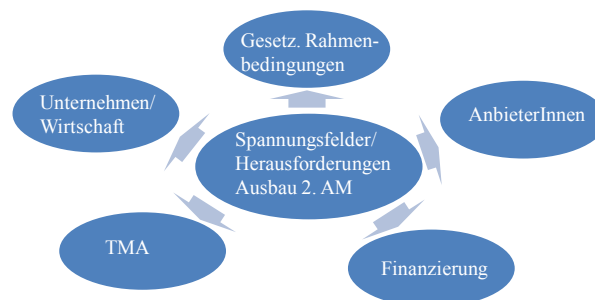 Gesetz. Rahmen-
bedingungen
Unternehmen/
Wirtschaft
AnbieterInnen
Spannungsfelder/
Herausforderungen
Ausbau 2. AM
TMA
Finanzierung